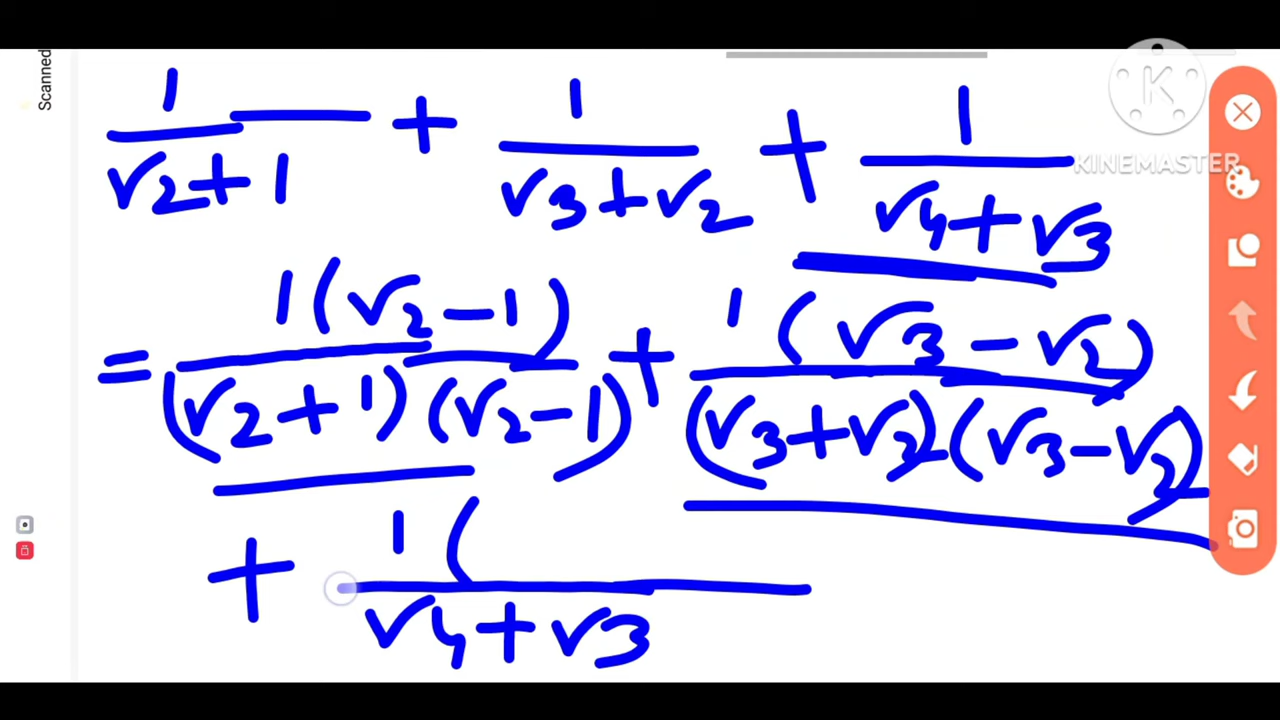 Scanned
K
KINEMASTER
1/(√2+1) + 1/(√3+√2) + 1/(√4+√3)
= 1(√2-1)/(√2+1)(√2-1) + 1(√3-√2)/(√3+√2)(√3-√2)
+ 1(/√4+√3